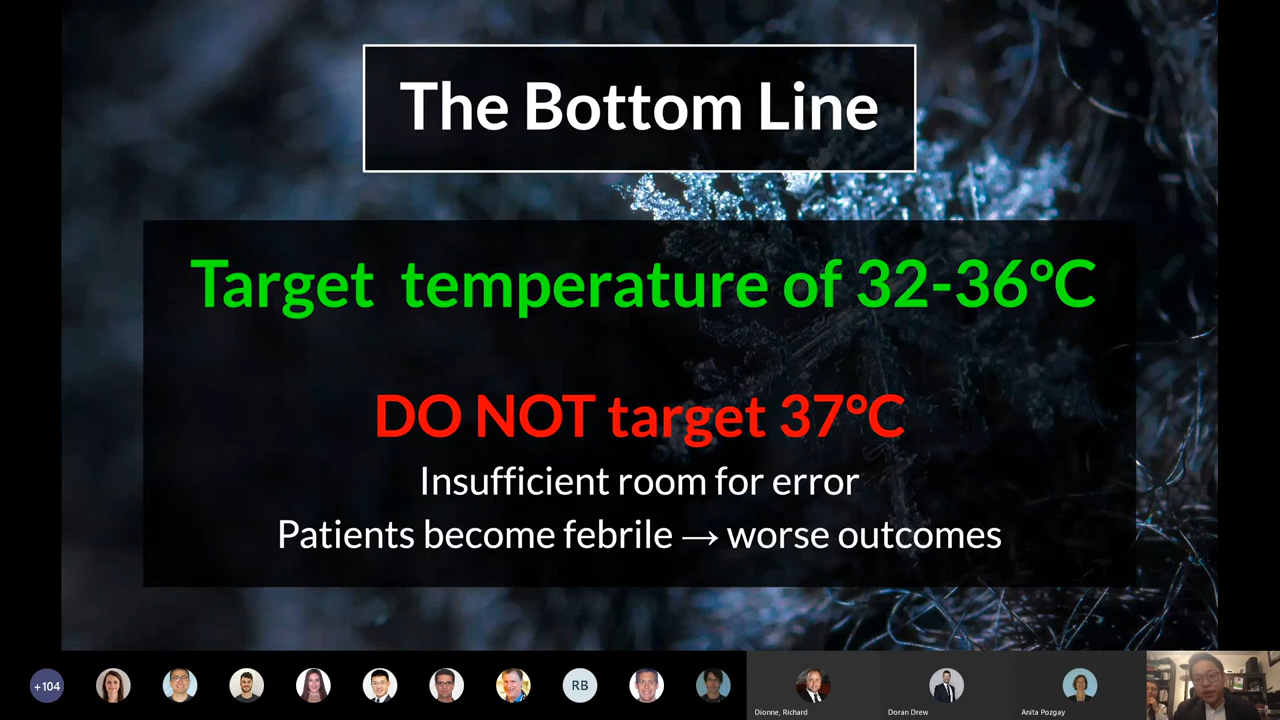 The Bottom Line
Target temperature of 32-36°C
DO NOT target 37°C
Insufficient room for error
Patients become febrile → worse outcomes
+104
RB
Dionne, Richard
Doran Drew
Anita Pozgay